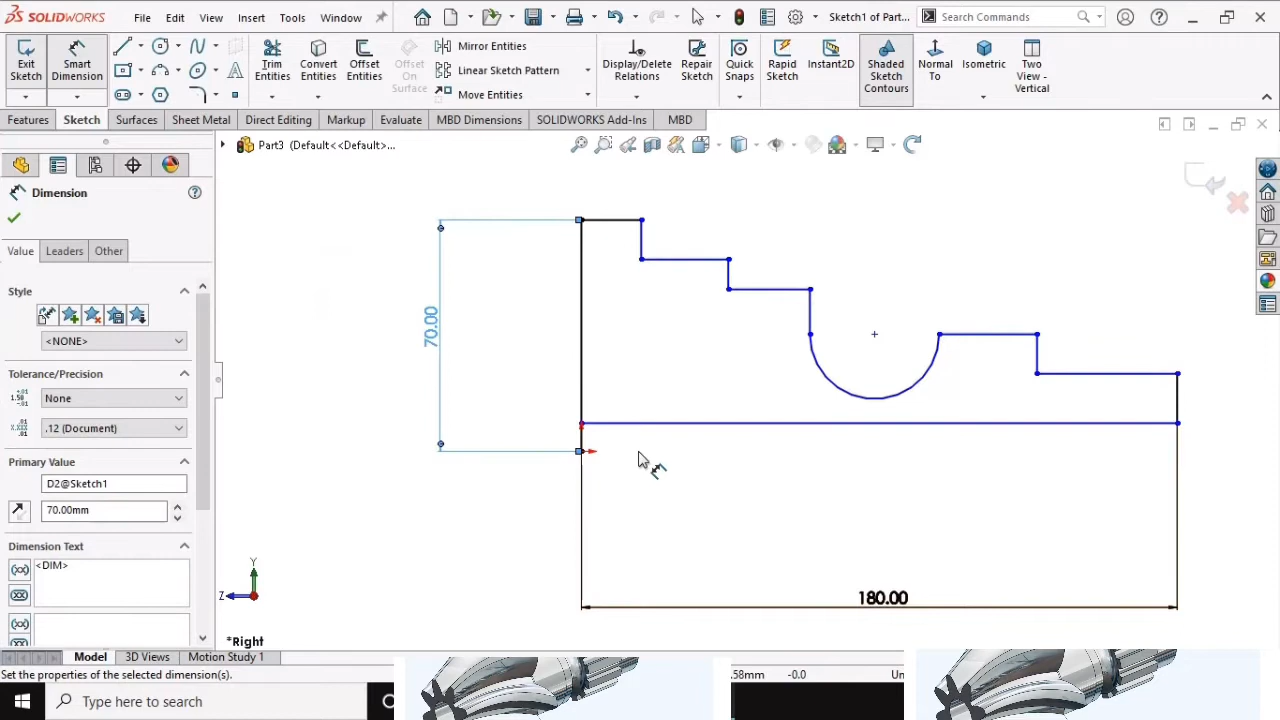 SOLIDWORKS File Edit View Insert Tools Window Sketch1 of Part... Search Commands
Exit Sketch
Smart Dimension
Trim Entities
Convert Entities
Offset Entities
Offset On Surface
Mirror Entities
Linear Sketch Pattern
Move Entities
Display/Delete Relations
Repair Sketch
Quick Snaps
Rapid Sketch
Instant2D
Shaded Sketch Contours
Normal To
Isometric
Two View - Vertical
Features Sketch Surfaces Sheet Metal Direct Editing Markup Evaluate MBD Dimensions SOLIDWORKS Add-Ins MBD
Part3 (Default<<Default>...
Dimension
Value Leaders Other
Style
<NONE>
Tolerance/Precision
None
.12 (Document)
Primary Value
D2@Sketch1
70.00mm
Dimension Text
<DIM>
70.00
180.00
Y
Z
*Right
Model 3D Views Motion Study 1
Set the properties of the selected dimension(s). .58mm -0.0 Un
Type here to search